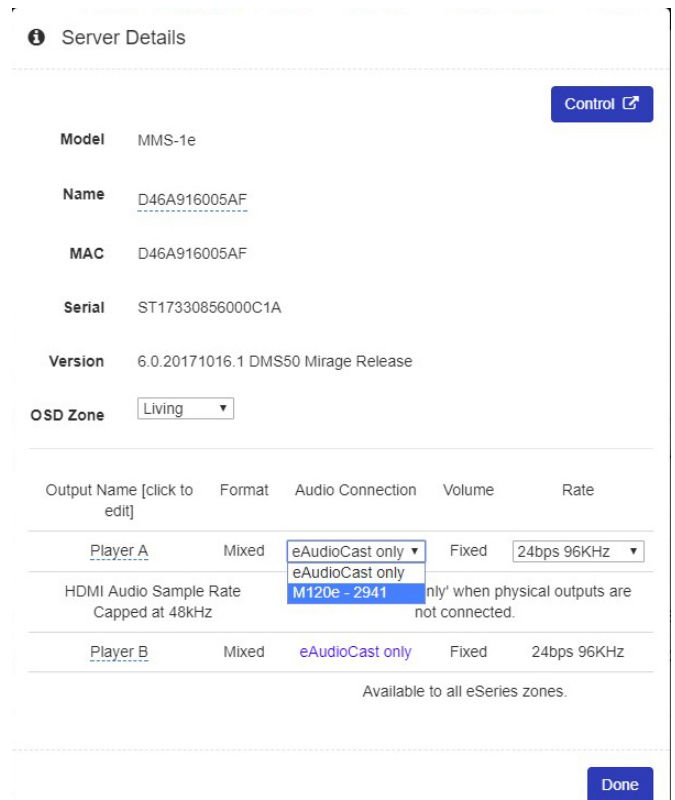 Server Details
Control
Model MMS-1e
Name D46A916005AF
MAC D46A916005AF
Serial ST17330856000C1A
Version 6.0.20171016.1 DMS50 Mirage Release
OSD Zone Living
Output Name [click to edit] Format Audio Connection Volume Rate
Player A Mixed eAudioCast only Fixed 24bps 96KHz
eAudioCast only
M120e - 2941
HDMI Audio Sample Rate nly' when physical outputs are
Capped at 48kHz not connected.
Player B Mixed eAudioCast only Fixed 24bps 96KHz
Available to all eSeries zones.
Done